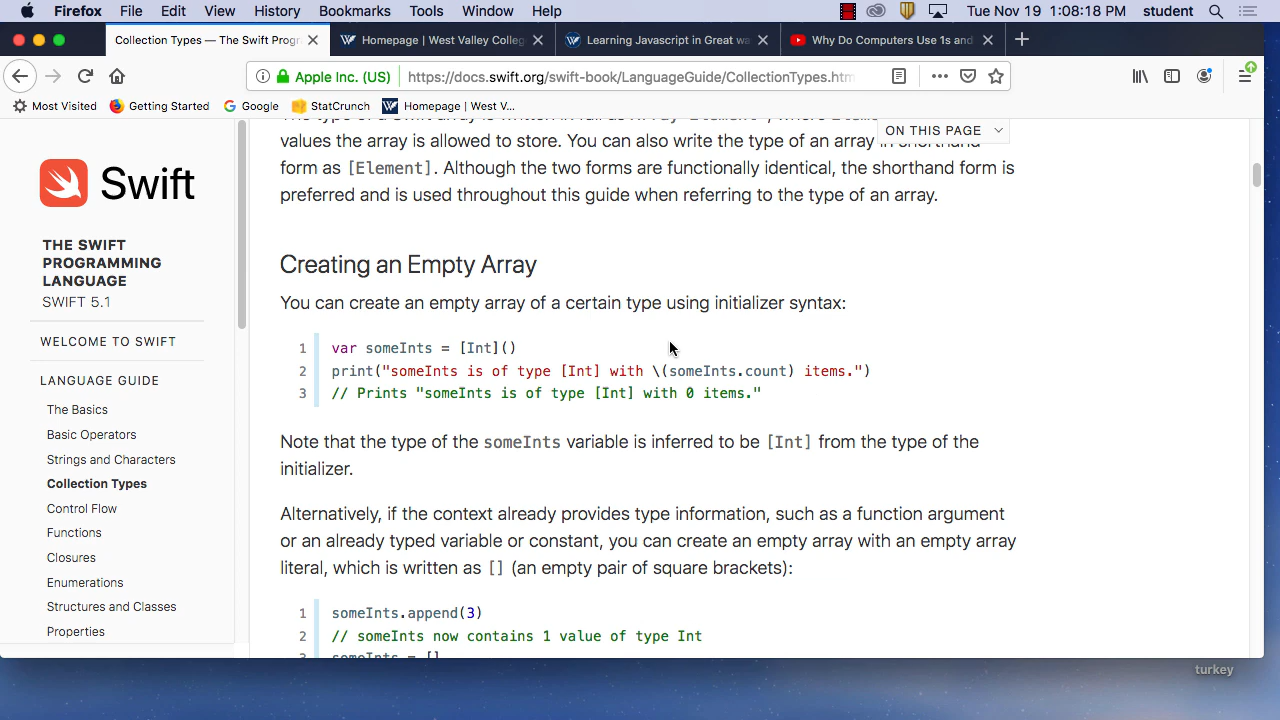 Firefox File Edit View History Bookmarks Tools Window Help Tue Nov 19 1:08:18 PM student
Collection Types — The Swift Progr Homepage | West Valley Colleg Learning Javascript in Great wa Why Do Computers Use 1s and
Apple Inc. (US) https://docs.swift.org/swift-book/LanguageGuide/CollectionTypes.htm
Most Visited Getting Started Google StatCrunch Homepage | West V...
ON THIS PAGE
values the array is allowed to store. You can also write the type of an array in shorthand
form as [Element]. Although the two forms are functionally identical, the shorthand form is
preferred and is used throughout this guide when referring to the type of an array.
Swift
THE SWIFT
PROGRAMMING
LANGUAGE
SWIFT 5.1
WELCOME TO SWIFT
LANGUAGE GUIDE
The Basics
Basic Operators
Strings and Characters
Collection Types
Control Flow
Functions
Closures
Enumerations
Structures and Classes
Properties
Creating an Empty Array
You can create an empty array of a certain type using initializer syntax:
1 var someInts = [Int]()
2 print("someInts is of type [Int] with \(someInts.count) items.")
3 // Prints "someInts is of type [Int] with 0 items."
Note that the type of the someInts variable is inferred to be [Int] from the type of the
initializer.
Alternatively, if the context already provides type information, such as a function argument
or an already typed variable or constant, you can create an empty array with an empty array
literal, which is written as [] (an empty pair of square brackets):
1 someInts.append(3)
2 // someInts now contains 1 value of type Int
3 someInts = []
turkey